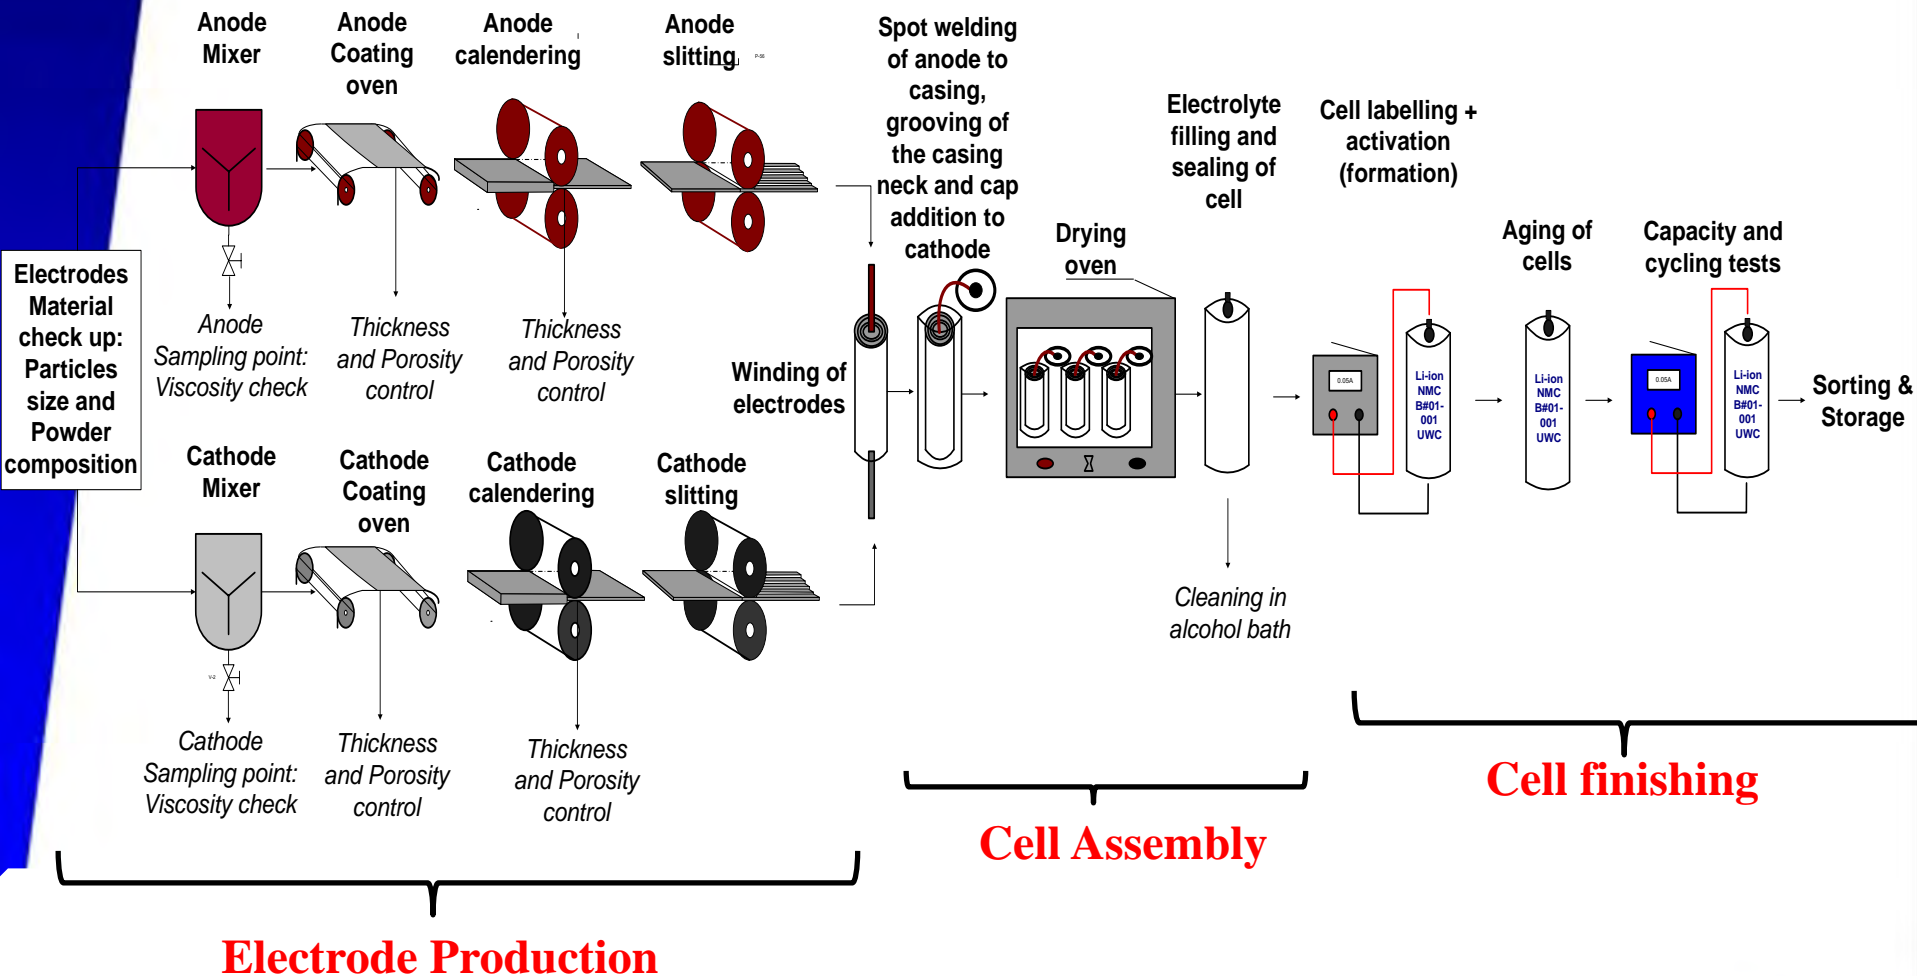 Anode
Mixer
Anode
Coating
oven
Anode
calendering
Anode
slitting
P-56
Spot welding
of anode to
casing,
grooving of
the casing
neck and cap
addition to
cathode
Electrolyte
filling and
sealing of
cell
Cell labelling +
activation
(formation)
Drying
oven
Aging of
cells
Capacity and
cycling tests
Electrodes
Material
check up:
Particles
size and
Powder
composition
Anode
Sampling point:
Viscosity check
Thickness
and Porosity
control
Thickness
and Porosity
control
Winding of
electrodes
0.05A
Li-ion
NMC
B#01-
001
UWC
Li-ion
NMC
B#01-
001
UWC
0.05A
Li-ion
NMC
B#01-
001
UWC
Sorting &
Storage
Cathode
Mixer
Cathode
Coating
oven
Cathode
calendering
Cathode
slitting
V-2
Cleaning in
alcohol bath
Cathode
Sampling point:
Viscosity check
Thickness
and Porosity
control
Thickness
and Porosity
control
Cell finishing
Cell Assembly
Electrode Production